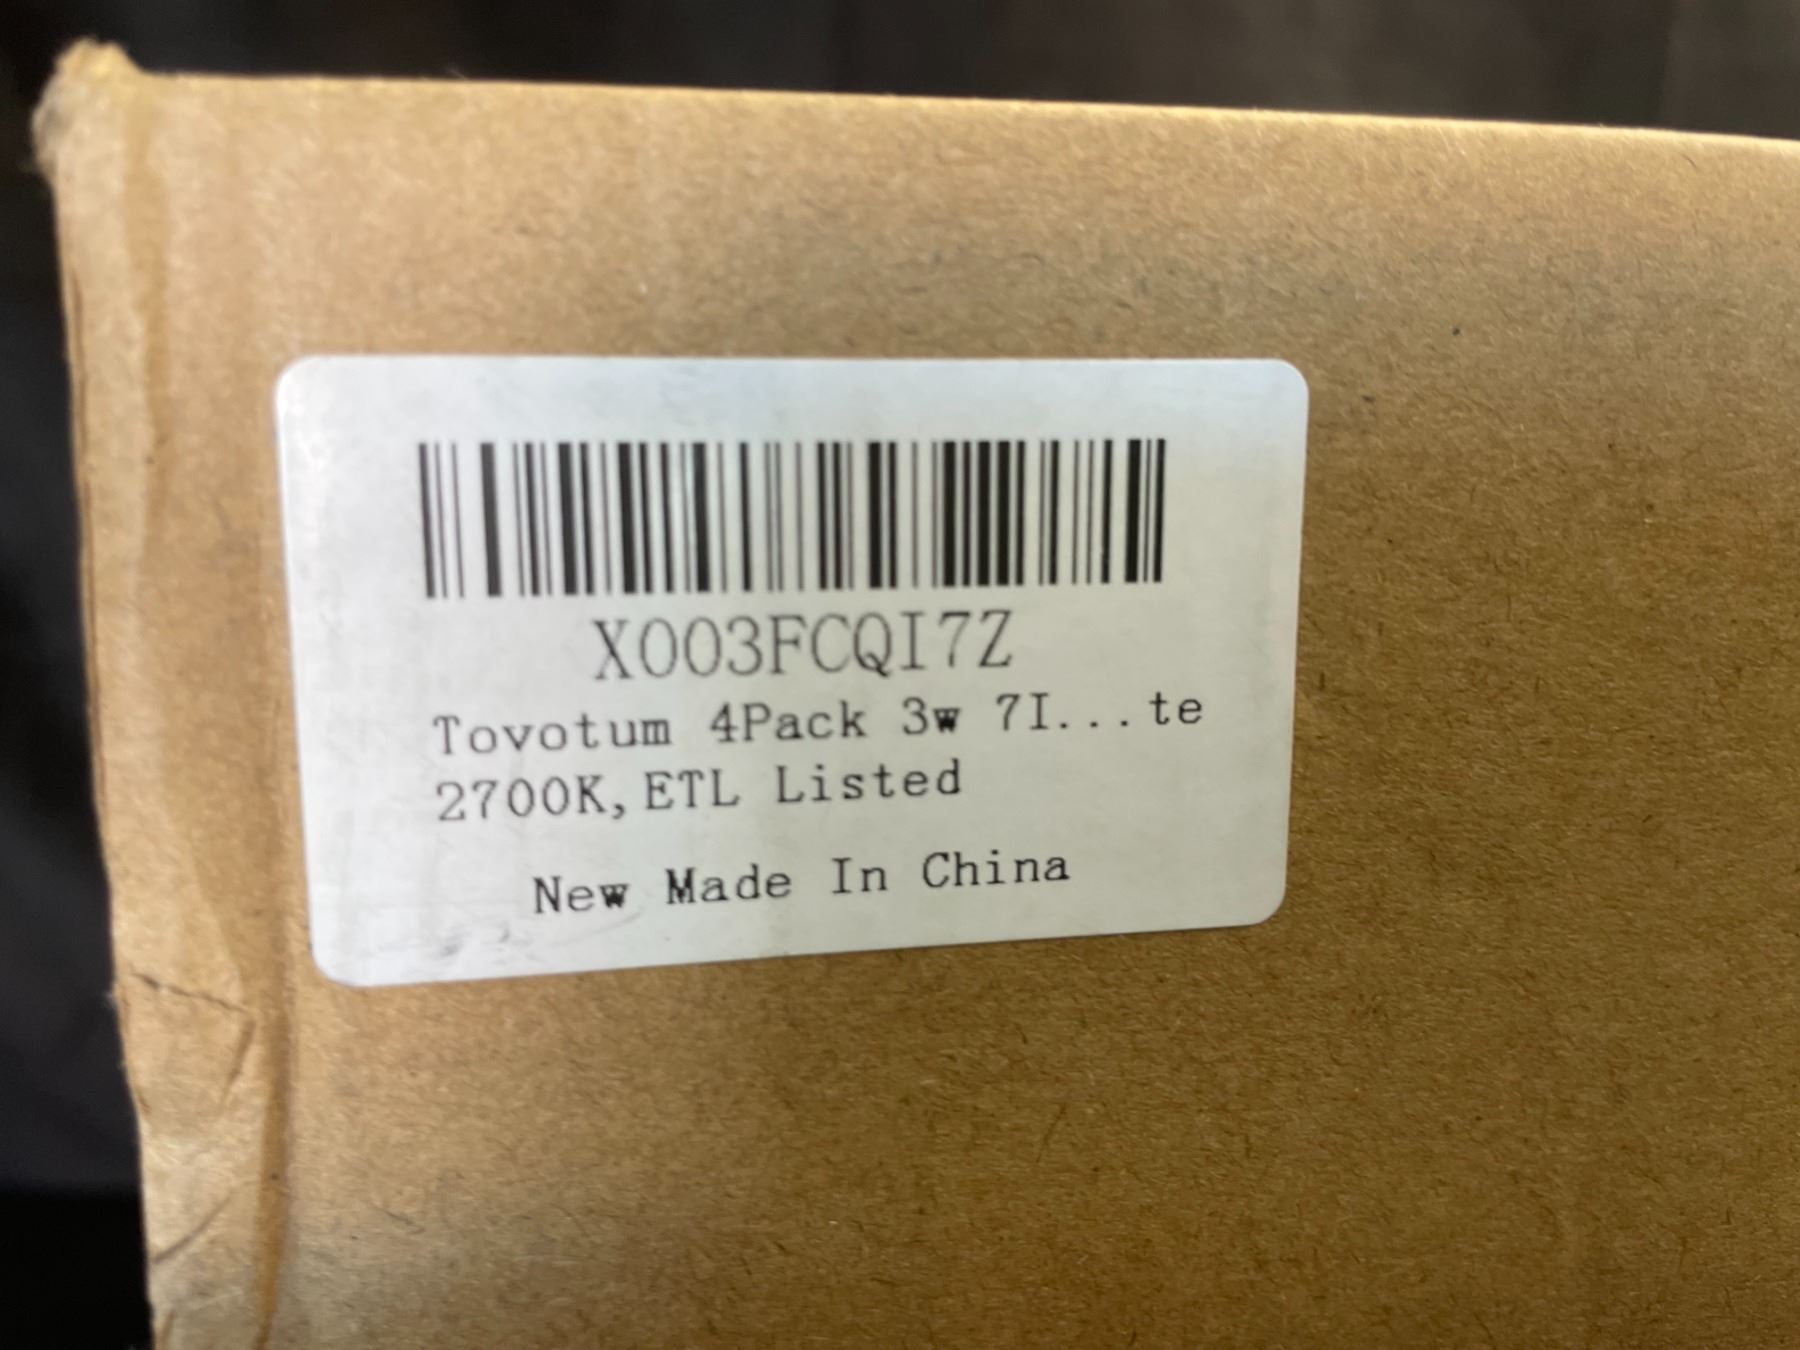 X003FCQI7Z
Tovotum 4Pack 3w 7I...te
2700K,ETL Listed
New Made In China